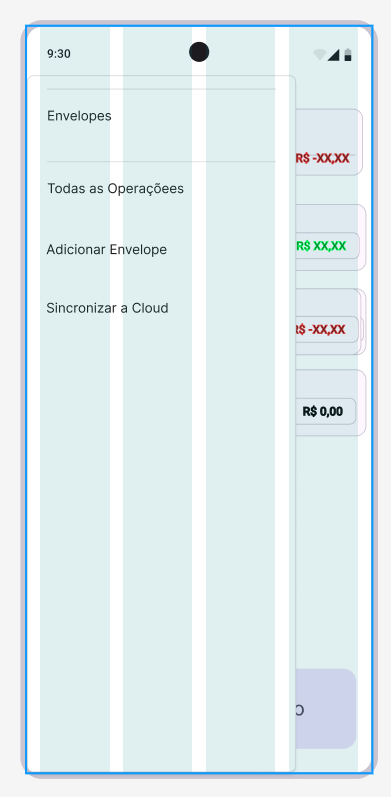 9:30
Envelopes
R$ -XX,XX
Todas as Operaçõees
R$ XX,XX
Adicionar Envelope
Sincronizar a Cloud
R$ -XX,XX
R$ 0,00